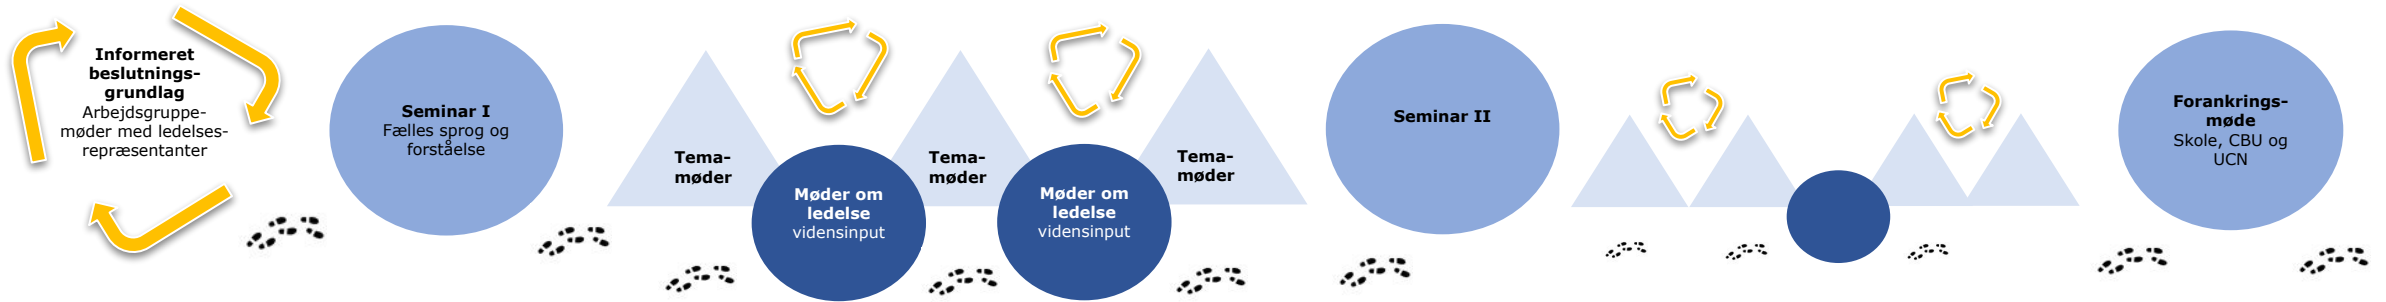 Informeret
beslutnings-
grundlag
Arbejdsgruppe-
møder med ledelses-
repræsentanter
Seminar I
Fælles sprog og
forståelse
Tema-
møder
Møder om
ledelse
vidensinput
Tema-
møder
Møder om
ledelse
vidensinput
Tema-
møder
Seminar II
Forankrings-
møde
Skole, CBU og
UCN